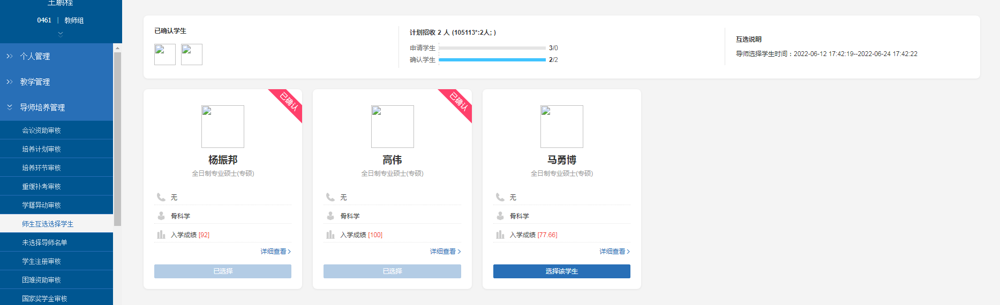 王鹏程
0461 | 教师组
个人管理
教学管理
导师培养管理
会议资助审核
培养计划审核
培养环节审核
重缓补考审核
学籍异动审核
师生互选选择学生
未选择导师名单
学生注册审核
困难资助审核
国家奖学金审核
已确认学生
计划招收 2 人 (105113*:2人; )
申请学生 3/0
确认学生 2/2
互选说明
导师选择学生时间：2022-06-12 17:42:19--2022-06-24 17:42:22
已确认
杨振邦
全日制专业硕士(专硕)
无
骨科学
入学成绩 [92]
详细查看
已选择
已确认
高伟
全日制专业硕士(专硕)
无
骨科学
入学成绩 [100]
详细查看
已选择
马勇博
全日制专业硕士(专硕)
无
骨科学
入学成绩 [77.66]
详细查看
选择该学生